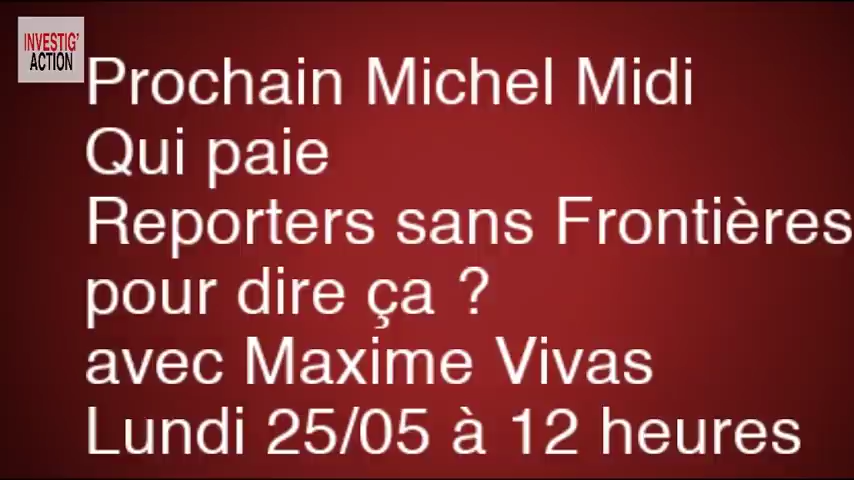 INVESTIG'
ACTION
Prochain Michel Midi
Qui paie
Reporters sans Frontières
pour dire ça ?
avec Maxime Vivas
Lundi 25/05 à 12 heures